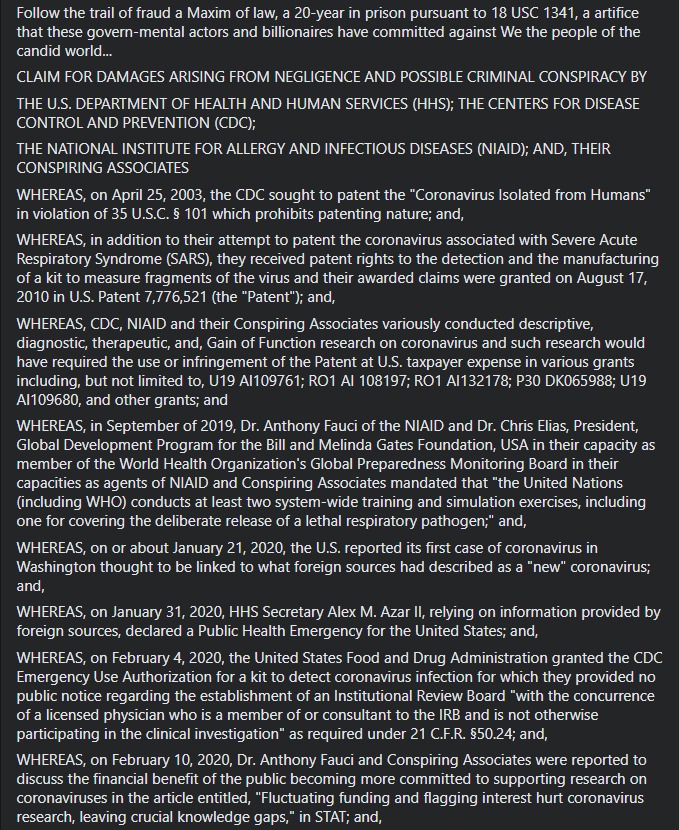 Follow the trail of fraud a Maxim of law, a 20-year in prison pursuant to 18 USC 1341, a artifice
that these govern-mental actors and billionaires have committed against We the people of the
candid world...
CLAIM FOR DAMAGES ARISING FROM NEGLIGENCE AND POSSIBLE CRIMINAL CONSPIRACY BY
THE U.S. DEPARTMENT OF HEALTH AND HUMAN SERVICES (HHS); THE CENTERS FOR DISEASE
CONTROL AND PREVENTION (CDC);
THE NATIONAL INSTITUTE FOR ALLERGY AND INFECTIOUS DISEASES (NIAID); AND, THEIR
CONSPIRING ASSOCIATES
WHEREAS, on April 25, 2003, the CDC sought to patent the "Coronavirus Isolated from Humans"
in violation of 35 U.S.C. § 101 which prohibits patenting nature; and,
WHEREAS, in addition to their attempt to patent the coronavirus associated with Severe Acute
Respiratory Syndrome (SARS), they received patent rights to the detection and the manufacturing
of a kit to measure fragments of the virus and their awarded claims were granted on August 17,
2010 in U.S. Patent 7,776,521 (the "Patent"); and,
WHEREAS, CDC, NIAID and their Conspiring Associates variously conducted descriptive,
diagnostic, therapeutic, and, Gain of Function research on coronavirus and such research would
have required the use or infringement of the Patent at U.S. taxpayer expense in various grants
including, but not limited to, U19 AI109761; RO1 AI 108197; RO1 AI132178; P30 DK065988; U19
AI109680, and other grants; and
WHEREAS, in September of 2019, Dr. Anthony Fauci of the NIAID and Dr. Chris Elias, President,
Global Development Program for the Bill and Melinda Gates Foundation, USA in their capacity as
member of the World Health Organization's Global Preparedness Monitoring Board in their
capacities as agents of NIAID and Conspiring Associates mandated that "the United Nations
(including WHO) conducts at least two system-wide training and simulation exercises, including
one for covering the deliberate release of a lethal respiratory pathogen;" and,
WHEREAS, on or about January 21, 2020, the U.S. reported its first case of coronavirus in
Washington thought to be linked to what foreign sources had described as a "new" coronavirus;
and,
WHEREAS, on January 31, 2020, HHS Secretary Alex M. Azar II, relying on information provided by
foreign sources, declared a Public Health Emergency for the United States; and,
WHEREAS, on February 4, 2020, the United States Food and Drug Administration granted the CDC
Emergency Use Authorization for a kit to detect coronavirus infection for which they provided no
public notice regarding the establishment of an Institutional Review Board "with the concurrence
of a licensed physician who is a member of or consultant to the IRB and is not otherwise
participating in the clinical investigation" as required under 21 C.F.R. §50.24; and,
WHEREAS, on February 10, 2020, Dr. Anthony Fauci and Conspiring Associates were reported to
discuss the financial benefit of the public becoming more committed to supporting research on
coronaviruses in the article entitled, "Fluctuating funding and flagging interest hurt coronavirus
research, leaving crucial knowledge gaps," in STAT; and,